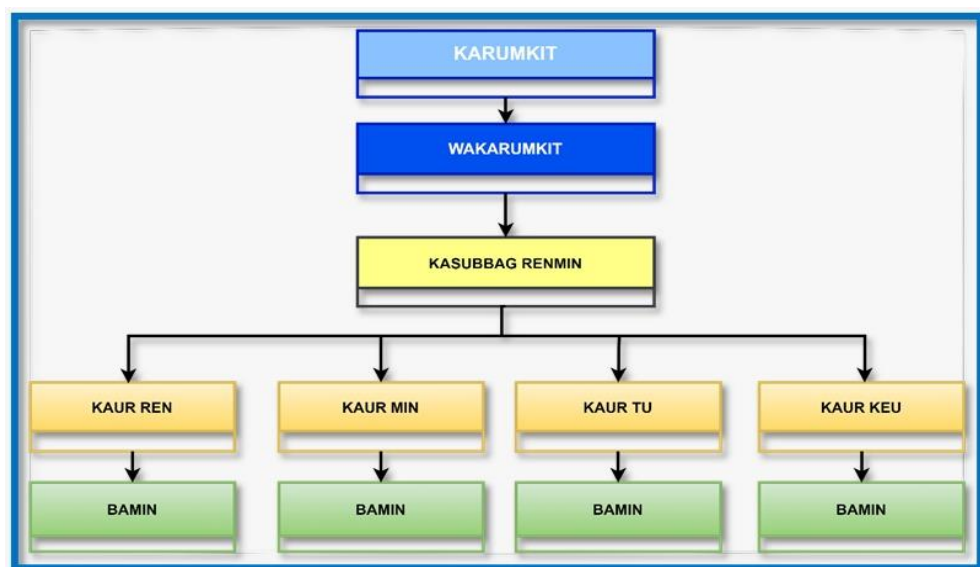 KARUMKIT
WAKARUMKIT
KASUBBAG RENMIN
KAUR REN
KAUR MIN
KAUR TU
KAUR KEU
BAMIN
BAMIN
BAMIN
BAMIN